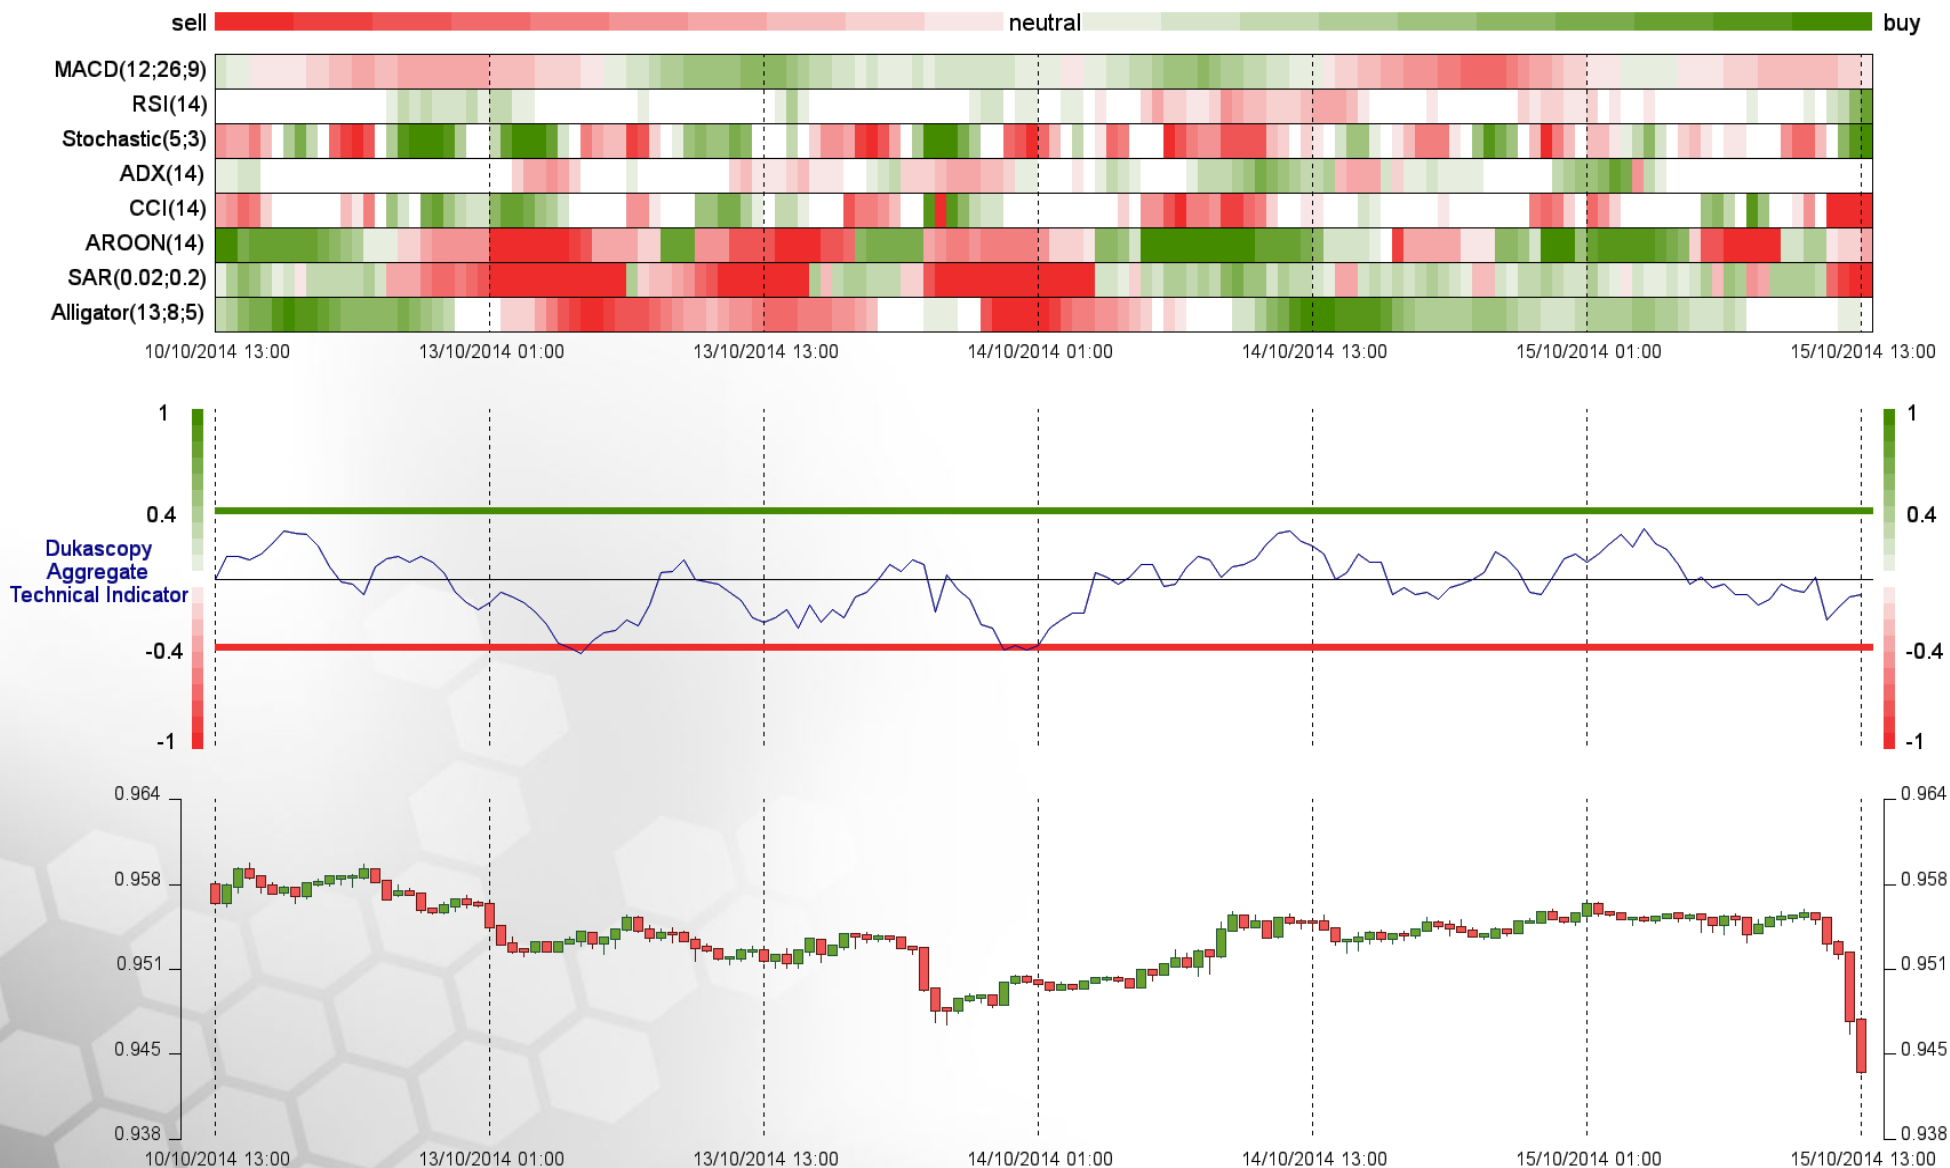 sell neutral buy
MACD(12;26;9)
RSI(14)
Stochastic(5;3)
ADX(14)
CCI(14)
AROON(14)
SAR(0.02;0.2)
Alligator(13;8;5)
10/10/2014 13:00 13/10/2014 01:00 13/10/2014 13:00 14/10/2014 01:00 14/10/2014 13:00 15/10/2014 01:00 15/10/2014 13:00
1 1
0.4 0.4
Dukascopy
Aggregate
Technical Indicator
-0.4 -0.4
-1 -1
0.964 0.964
0.958 0.958
0.951 0.951
0.945 0.945
0.938 0.938
10/10/2014 13:00 13/10/2014 01:00 13/10/2014 13:00 14/10/2014 01:00 14/10/2014 13:00 15/10/2014 01:00 15/10/2014 13:00